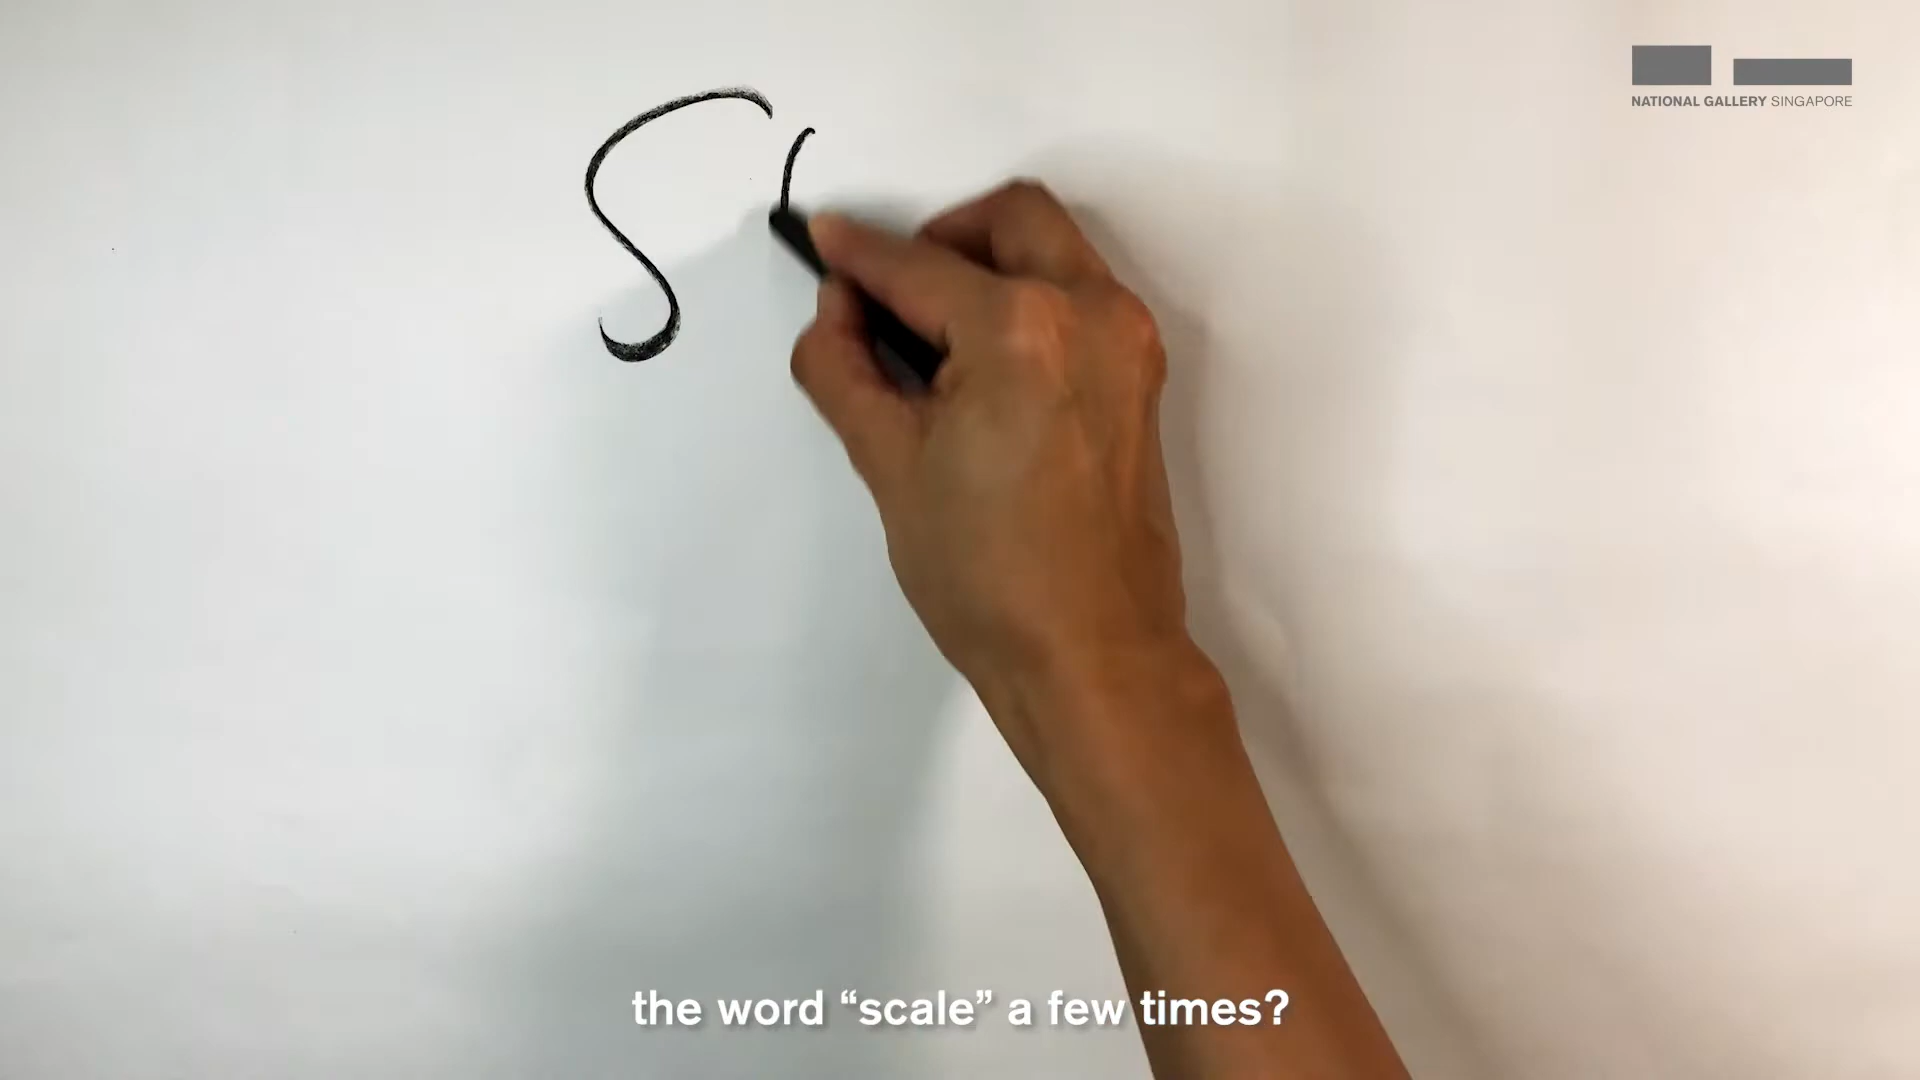 NATIONAL GALLERY SINGAPORE
S
the word “scale” a few times?